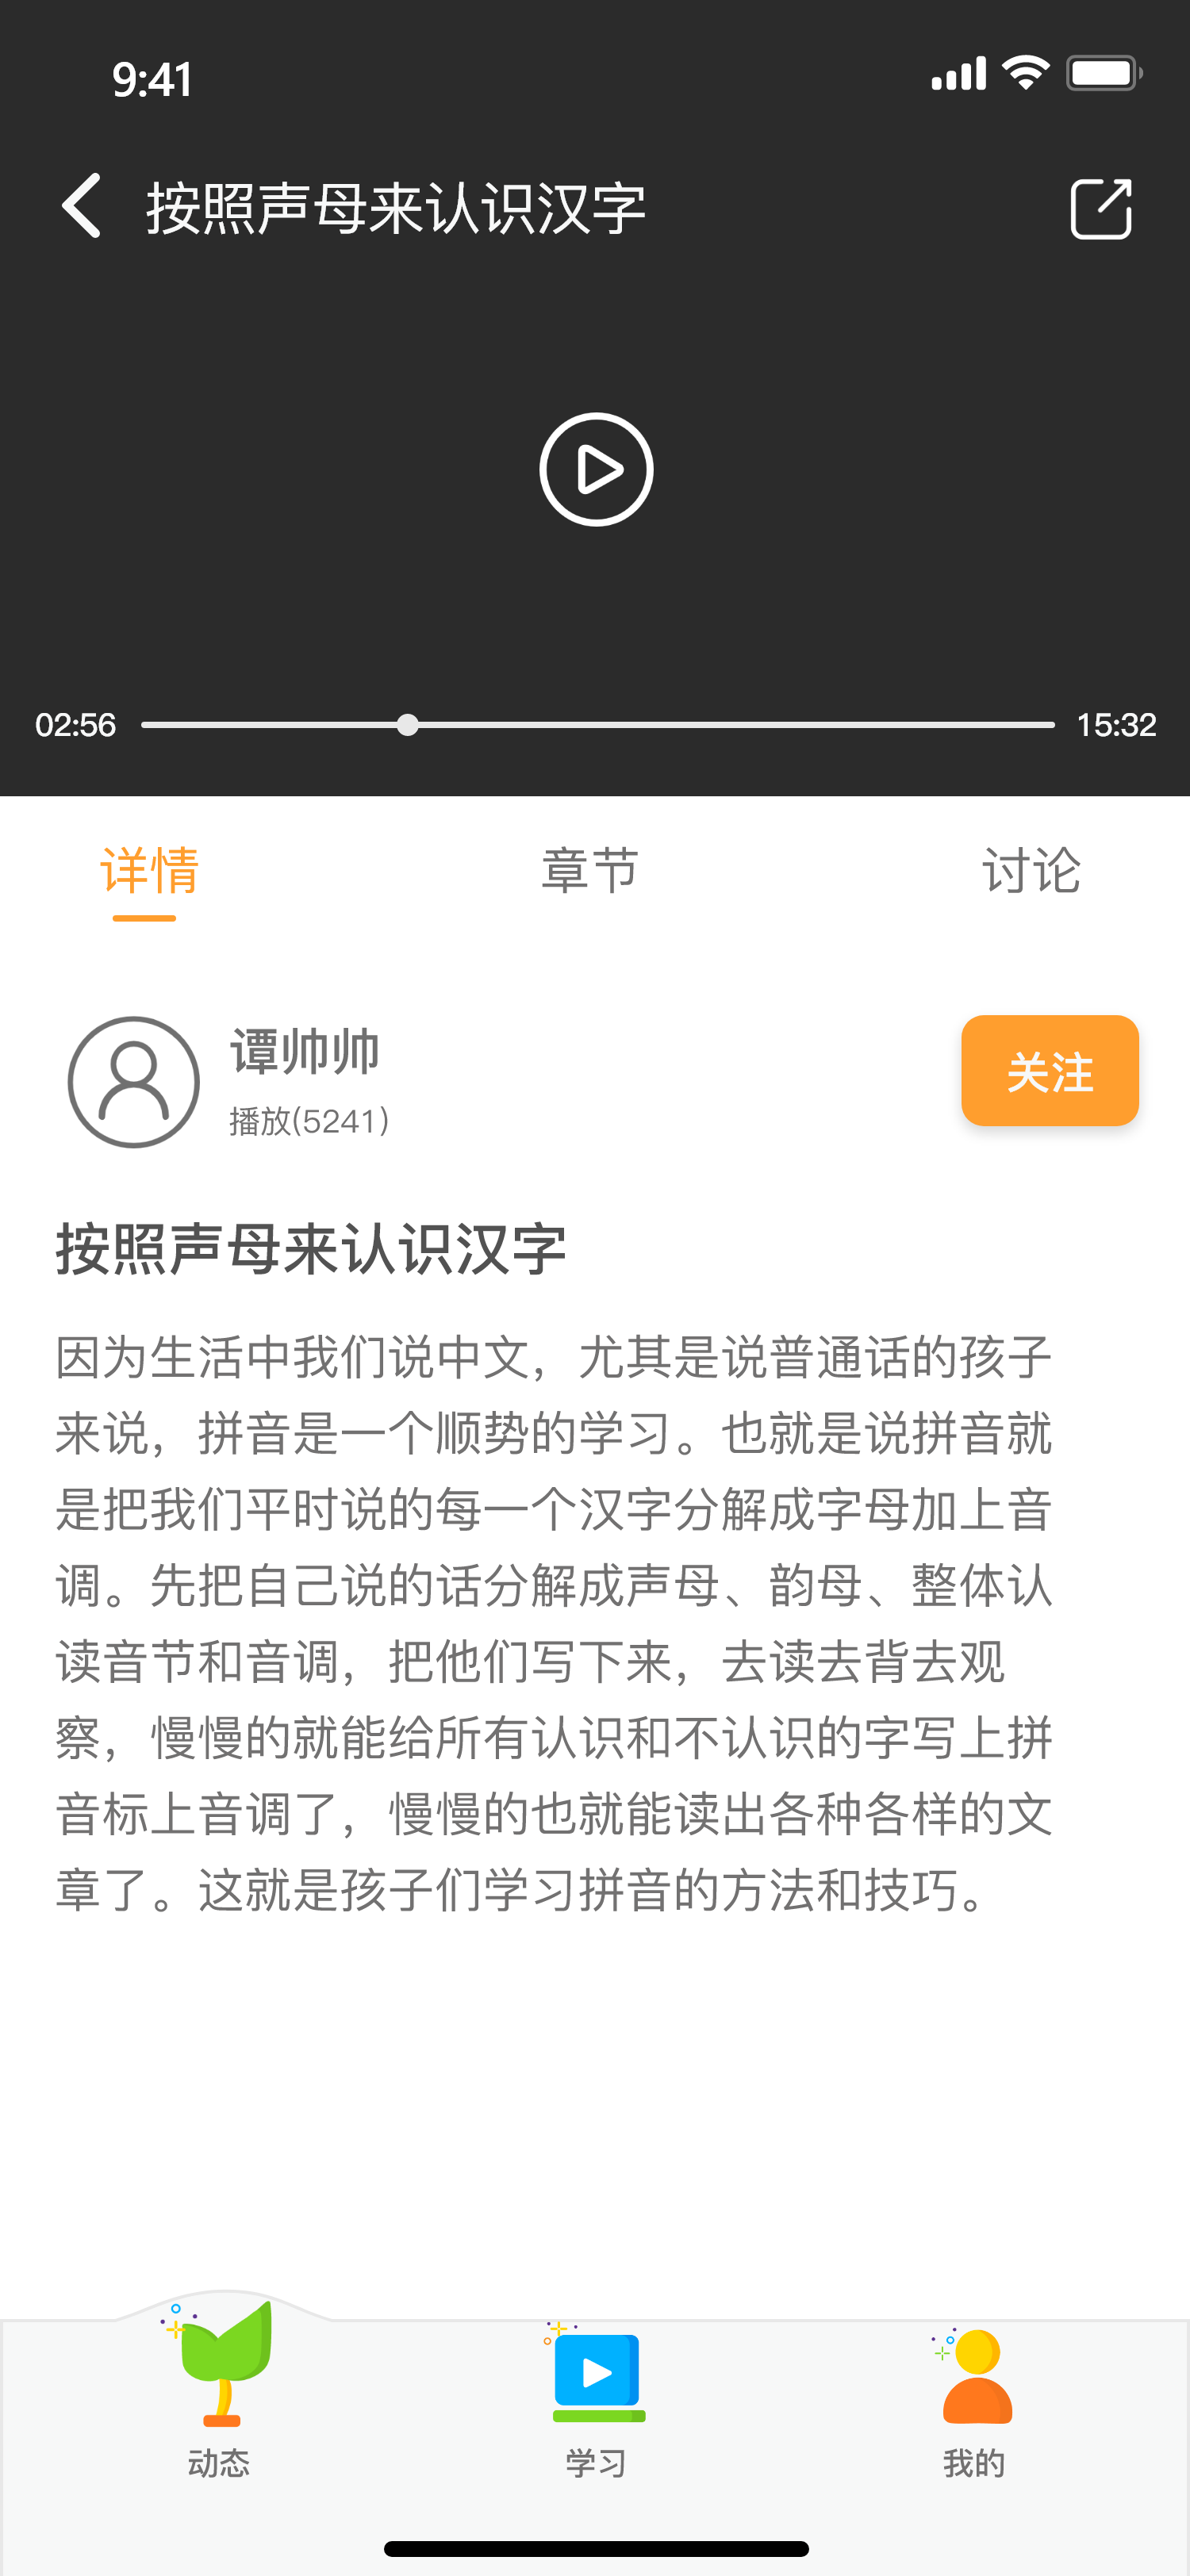 9:41
按照声母来认识汉字
02:56
15:32
详情
章节
讨论
谭帅帅
播放(5241)
关注
按照声母来认识汉字
因为生活中我们说中文，尤其是说普通话的孩子
来说，拼音是一个顺势的学习。也就是说拼音就
是把我们平时说的每一个汉字分解成字母加上音
调。先把自己说的话分解成声母、韵母、整体认
读音节和音调，把他们写下来，去读去背去观
察，慢慢的就能给所有认识和不认识的字写上拼
音标上音调了，慢慢的也就能读出各种各样的文
章了。这就是孩子们学习拼音的方法和技巧。
动态
学习
我的